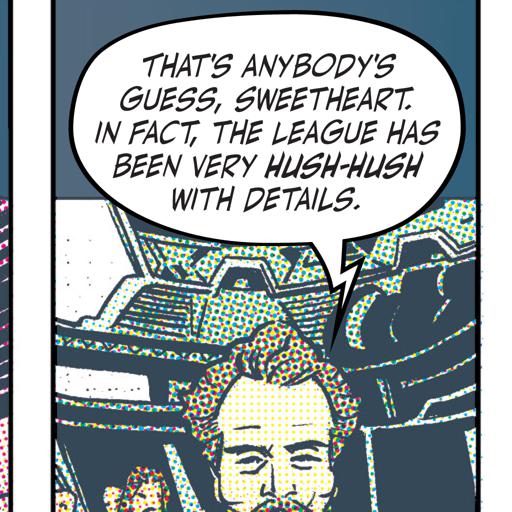 THAT'S ANYBODY'S
GUESS, SWEETHEART.
IN FACT, THE LEAGUE HAS
BEEN VERY HUSH-HUSH
WITH DETAILS.